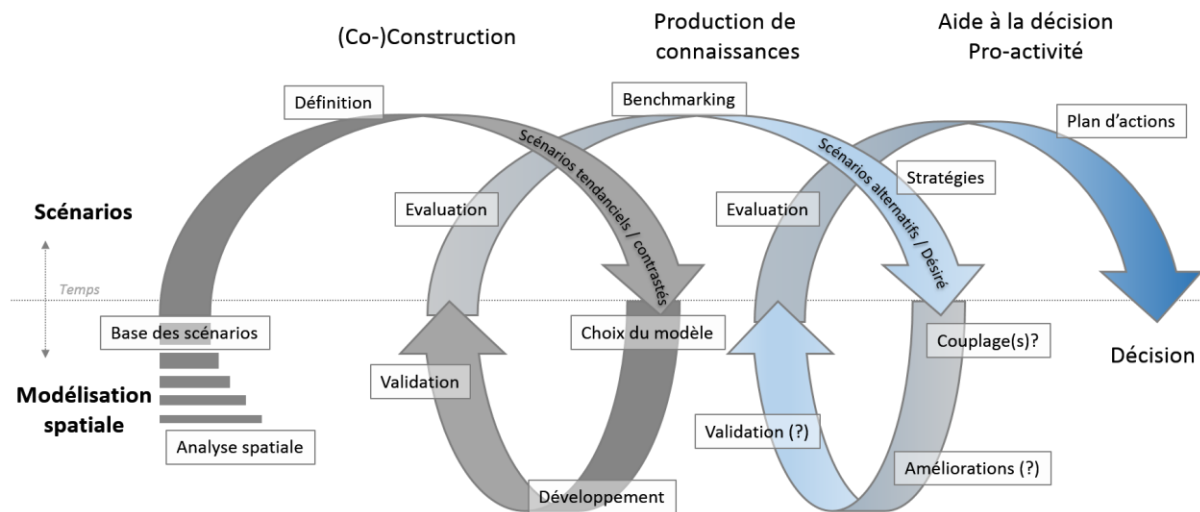 (Co-)Construction
Production de
connaissances
Aide à la décision
Pro-activité
Définition
Benchmarking
Plan d'actions
Scénarios tendanciels / contrastés
Scénarios alternatifs / Désiré
Stratégies
Evaluation
Evaluation
Scénarios
Temps
Base des scénarios
Choix du modèle
Couplage(s)?
Décision
Modélisation
spatiale
Validation
Analyse spatiale
Validation (?)
Améliorations (?)
Développement